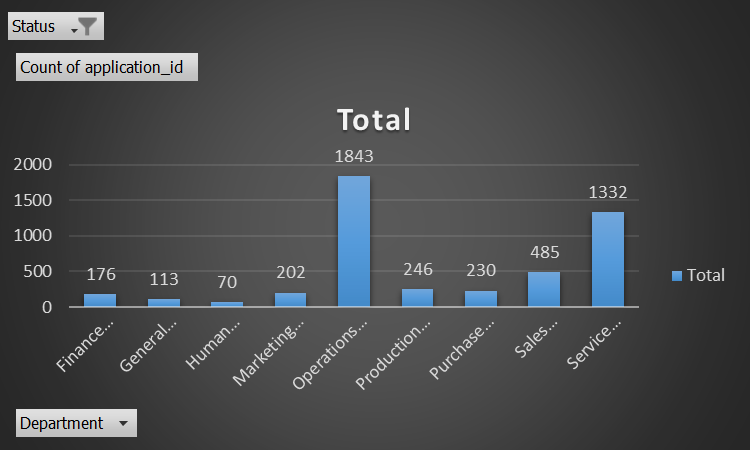 Status
Count of application_id
Total
2000
1500
1000
500
0
176
113
70
202
1843
246
230
485
1332
Finance...
General...
Human...
Marketing...
Operations...
Production...
Purchase...
Sales...
Service...
Total
Department